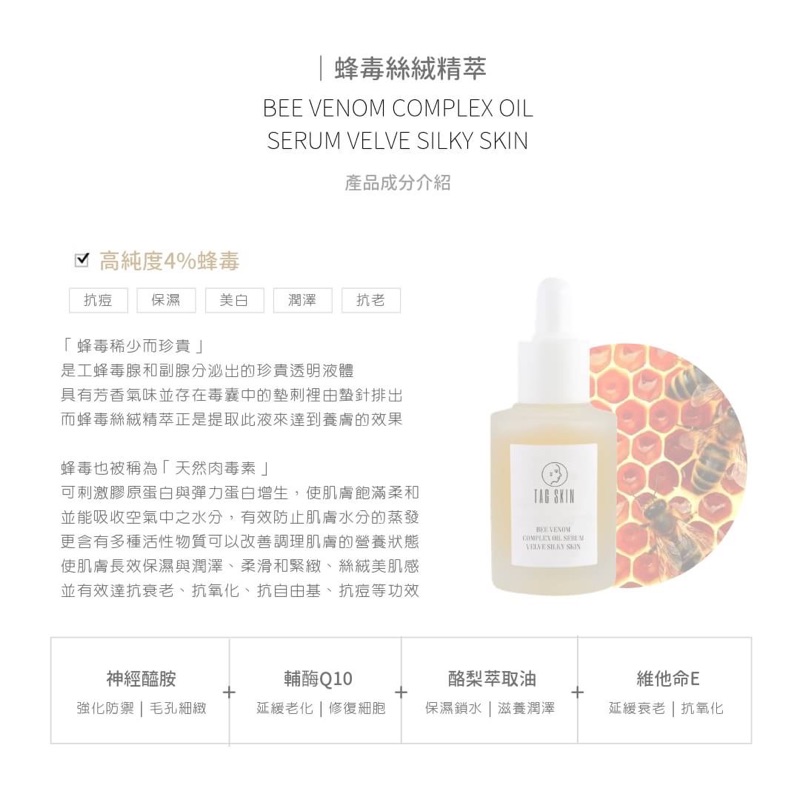 ｜蜂毒絲絨精萃
BEE VENOM COMPLEX OIL
SERUM VELVE SILKY SKIN
產品成分介紹
高純度4%蜂毒
抗痘 保濕 美白 潤澤 抗老
「 蜂毒稀少而珍貴 」
是工蜂毒腺和副腺分泌出的珍貴透明液體
具有芳香氣味並存在毒囊中的螫刺裡由螫針排出
而蜂毒絲絨精萃正是提取此液來達到養膚的效果
蜂毒也被稱為「 天然肉毒素 」
可刺激膠原蛋白與彈力蛋白增生，使肌膚飽滿柔和
並能吸收空氣中之水分，有效防止肌膚水分的蒸發
更含有多種活性物質可以改善調理肌膚的營養狀態
使肌膚長效保濕與潤澤、柔滑和緊緻、絲絨美肌感
並有效達抗衰老、抗氧化、抗自由基、抗痘等功效
TAG SKIN
BEE VENOM
COMPLEX OIL SERUM
VELVE SILKY SKIN
神經醯胺 + 輔酶Q10 + 酪梨萃取油 + 維他命E
強化防禦 | 毛孔細緻 延緩老化 | 修復細胞 保濕鎖水 | 滋養潤澤 延緩衰老 | 抗氧化